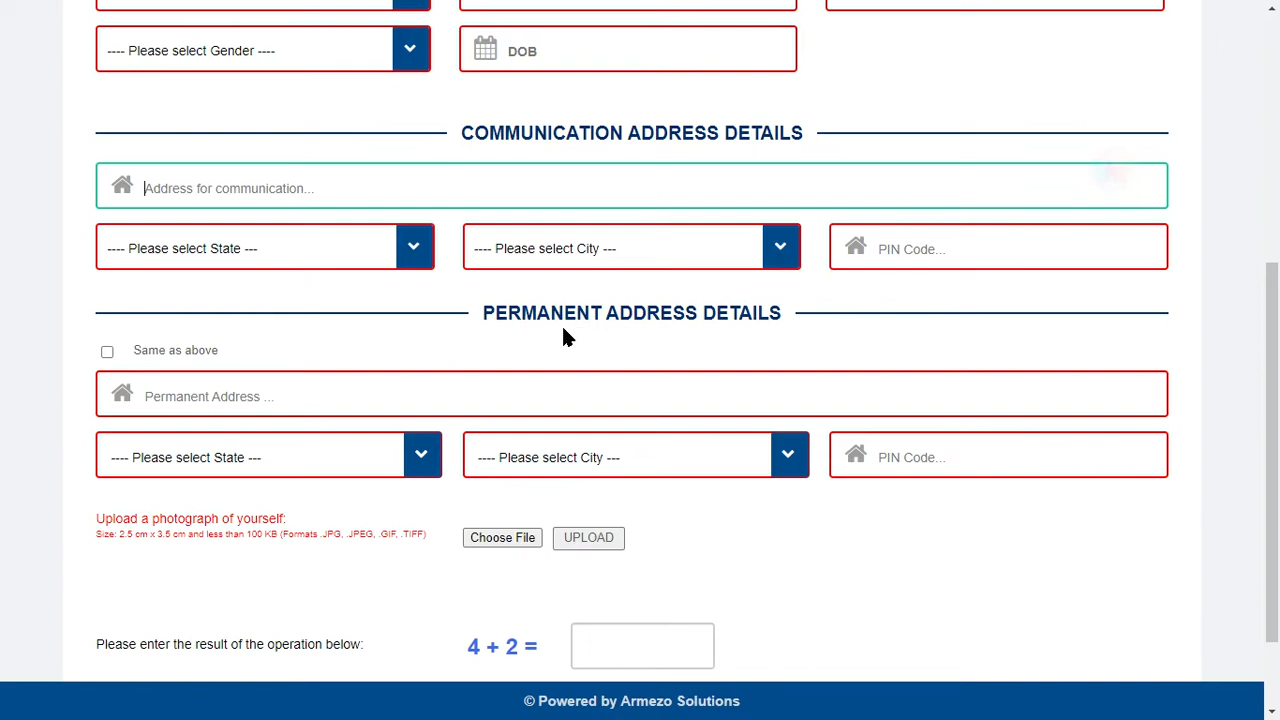 ---- Please select Gender ----
DOB
COMMUNICATION ADDRESS DETAILS
Address for communication...
---- Please select State ---
---- Please select City ---
PIN Code...
PERMANENT ADDRESS DETAILS
Same as above
Permanent Address ...
---- Please select State ---
---- Please select City ---
PIN Code...
Upload a photograph of yourself:
Size: 2.5 cm x 3.5 cm and less than 100 KB (Formats .JPG, .JPEG, .GIF, .TIFF)
Choose File
UPLOAD
Please enter the result of the operation below:
4 + 2 =
© Powered by Armezo Solutions